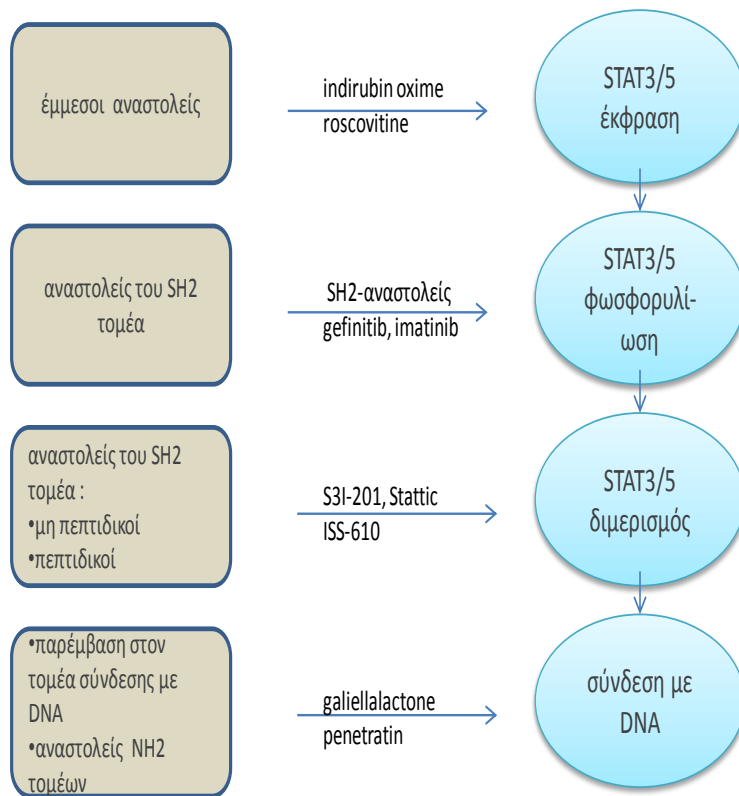 έμμεσοι αναστολείς
indirubin oxime
roscovitine
STAT3/5
έκφραση
αναστολείς του SH2
τομέα
SH2-αναστολείς
gefinitib, imatinib
STAT3/5
φωσφορυλί-
ωση
αναστολείς του SH2
τομέα :
•μη πεπτιδικοί
•πεπτιδικοί
S3I-201, Stattic
ISS-610
STAT3/5
διμερισμός
•παρέμβαση στον
τομέα σύνδεσης με
DNA
•αναστολείς NH2
τομέων
galiellalactone
penetratin
σύνδεση με
DNA